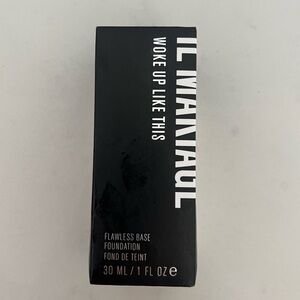 IL MAKIAGE
WOKE UP LIKE THIS
FLAWLESS BASE
FOUNDATION
FOND DE TEINT
30 ML / 1 FL OZ ℮